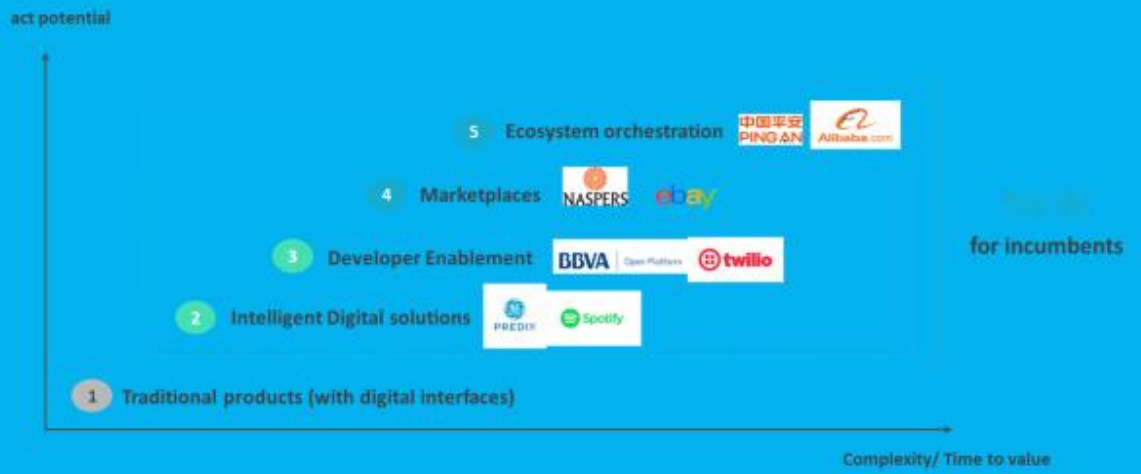 act potential
5 Ecosystem orchestration 中国平安 PING AN Alibaba.com
4 Marketplaces NASPERS ebay
for incumbents
3 Developer Enablement BBVA Open Platform twilio
2 Intelligent Digital solutions GE PREDIX Spotify
1 Traditional products (with digital interfaces)
Complexity/ Time to value